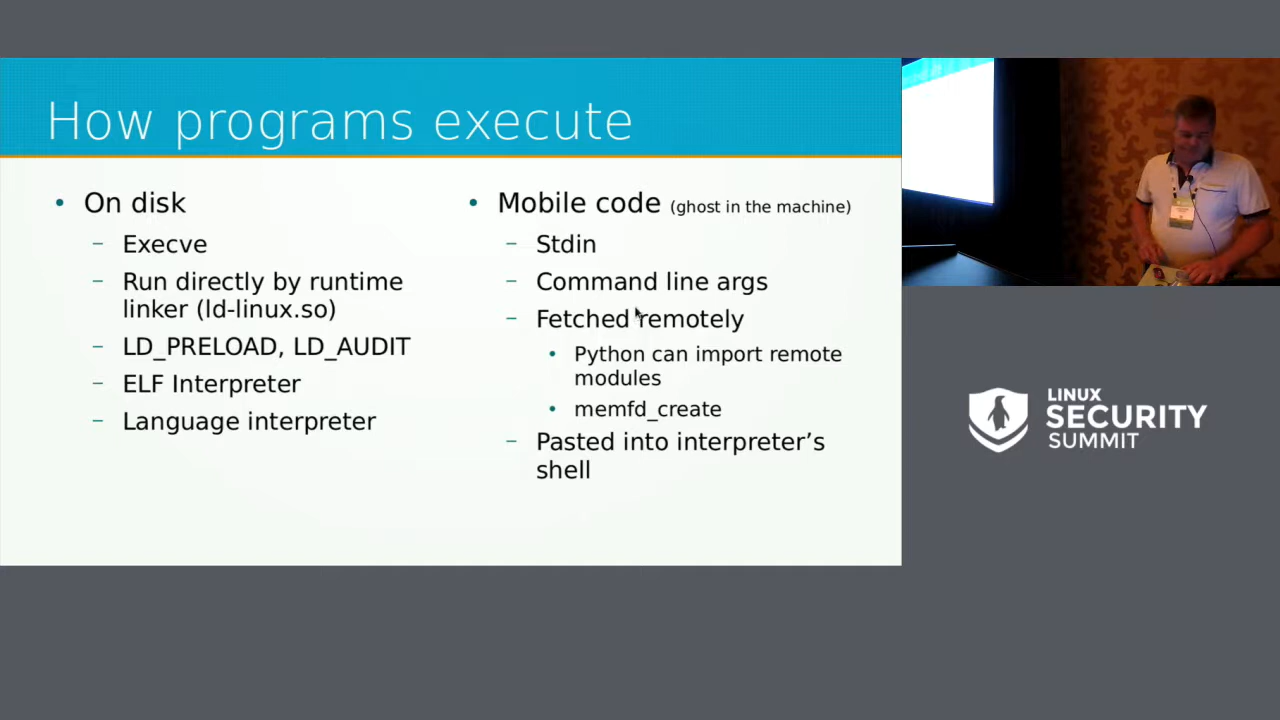 How programs execute
• On disk
– Execve
– Run directly by runtime
linker (ld-linux.so)
– LD_PRELOAD, LD_AUDIT
– ELF Interpreter
– Language interpreter
• Mobile code (ghost in the machine)
– Stdin
– Command line args
– Fetched remotely
• Python can import remote
modules
• memfd_create
– Pasted into interpreter’s
shell
LINUX
SECURITY
SUMMIT